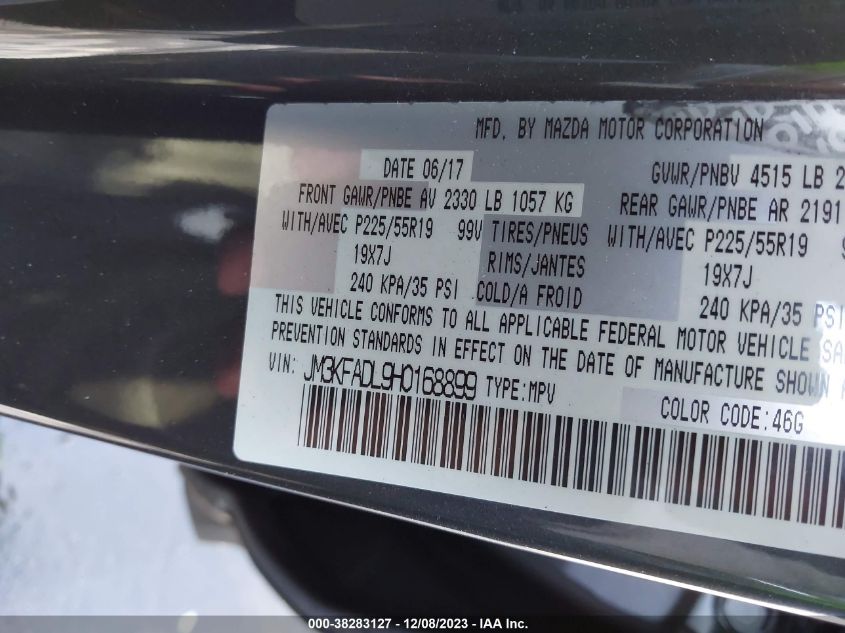 MFD. BY MAZDA MOTOR CORPORATION
DATE 06/17 GVWR/PNBV 4515 LB 2
FRONT GAWR/PNBE AV 2330 LB 1057 KG REAR GAWR/PNBE AR 2191
WITH/AVEC P225/55R19 99V TIRES/PNEUS WITH/AVEC P225/55R19
19X7J RIMS/JANTES 19X7J
240 KPA/35 PSI COLD/A FROID 240 KPA/35 PSI
THIS VEHICLE CONFORMS TO ALL APPLICABLE FEDERAL MOTOR VEHICLE SA
PREVENTION STANDARDS IN EFFECT ON THE DATE OF MANUFACTURE SHOWN A
VIN: JM3KFADL9H0168899 TYPE:MPV
COLOR CODE:46G
000-38283127 - 12/08/2023 - IAA Inc.